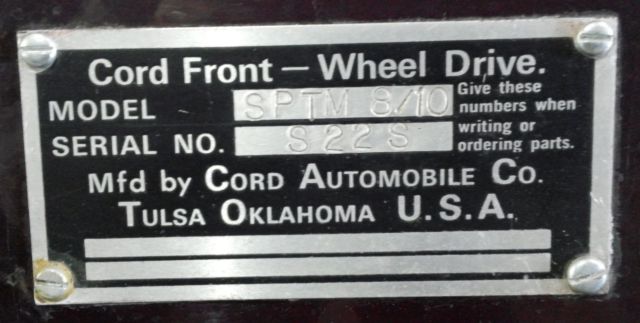 Cord Front – Wheel Drive.
MODEL SPTM 8/10
SERIAL NO. S22S
Give these
numbers when
writing or
ordering parts.
Mfd by CORD AUTOMOBILE CO.
TULSA OKLAHOMA U.S.A.